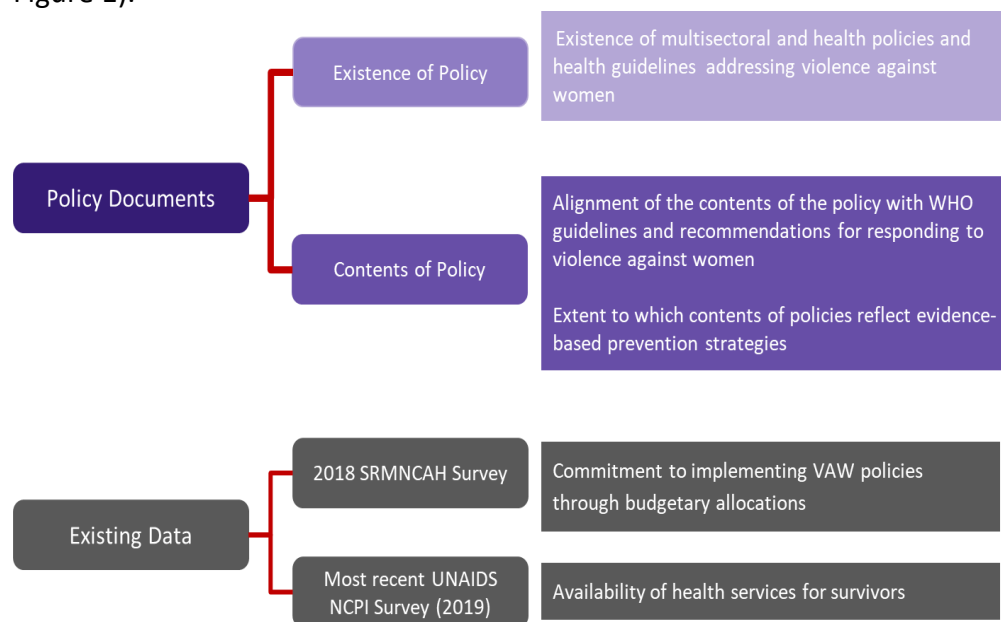 Existence of Policy
Existence of multisectoral and health policies and
health guidelines addressing violence against
women
Policy Documents
Contents of Policy
Alignment of the contents of the policy with WHO
guidelines and recommendations for responding to
violence against women
Extent to which contents of policies reflect evidence-
based prevention strategies
Existing Data
2018 SRMNCAH Survey
Commitment to implementing VAW policies
through budgetary allocations
Most recent UNAIDS
NCPI Survey (2019)
Availability of health services for survivors